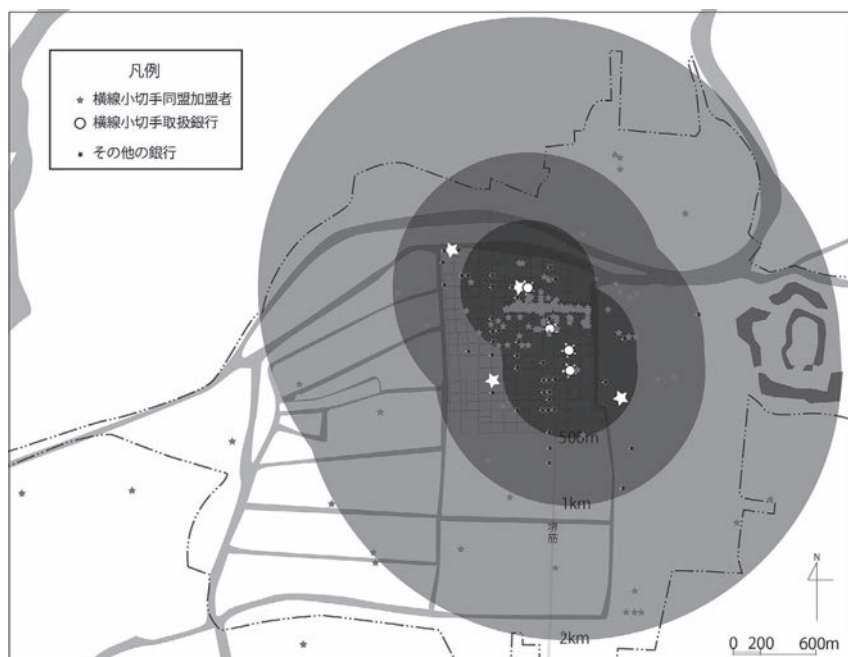 凡例
横線小切手同盟加盟者
横線小切手取扱銀行
その他の銀行
500m
1km
堺筋
2km
N
0 200 600m